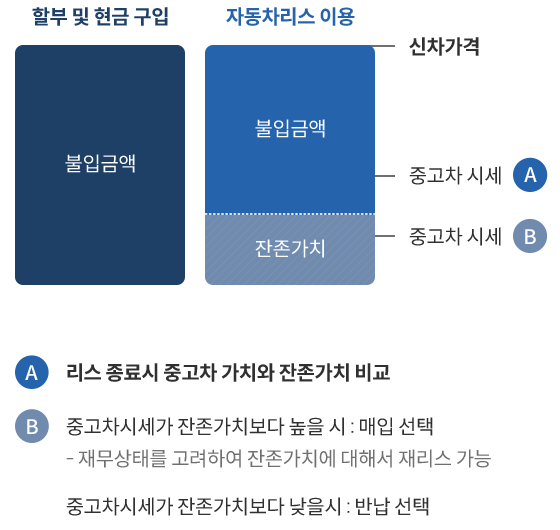 할부 및 현금 구입
자동차리스 이용
신차가격
불입금액
불입금액
중고차 시세 A
잔존가치
중고차 시세 B
A 리스 종료시 중고차 가치와 잔존가치 비교
B 중고차시세가 잔존가치보다 높을 시 : 매입 선택
- 재무상태를 고려하여 잔존가치에 대해서 재리스 가능
중고차시세가 잔존가치보다 낮을시 : 반납 선택